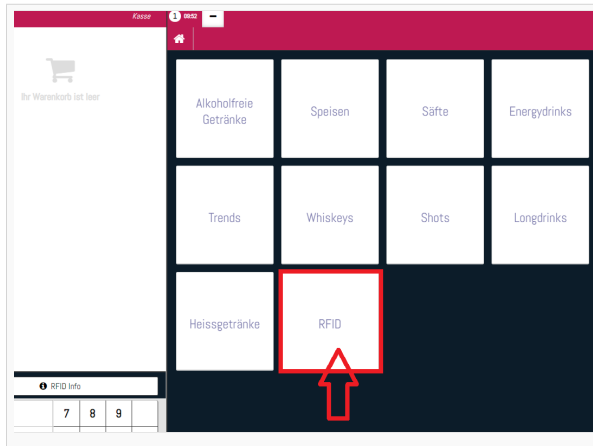 Kasse
1 09:52 −
Ihr Warenkorb ist leer
Alkoholfreie
Getränke
Speisen
Säfte
Energydrinks
Trends
Whiskeys
Shots
Longdrinks
Heissgetränke
RFID
RFID Info
7 8 9